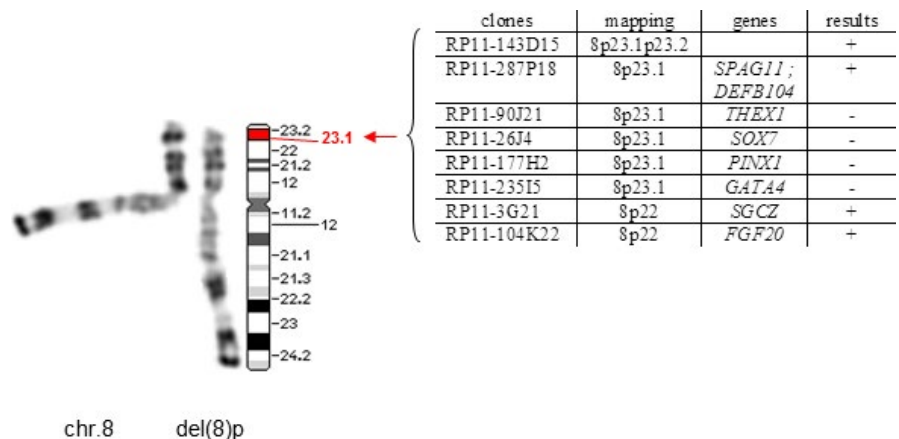 clones mapping genes results
RP11-143D15 8p23.1p23.2 +
RP11-287P18 8p23.1 SPAG11 ; +
DEFB104
RP11-90J21 8p23.1 THEX1 -
RP11-26J4 8p23.1 SOX7 -
RP11-177H2 8p23.1 PINX1 -
RP11-235I5 8p23.1 GATA4 -
RP11-3G21 8p22 SGCZ +
RP11-104K22 8p22 FGF20 +
-23.2
23.1
-22
-21.2
-12
-11.2
12
-21.1
-21.3
-22.2
-23
-24.2
chr.8 del(8)p